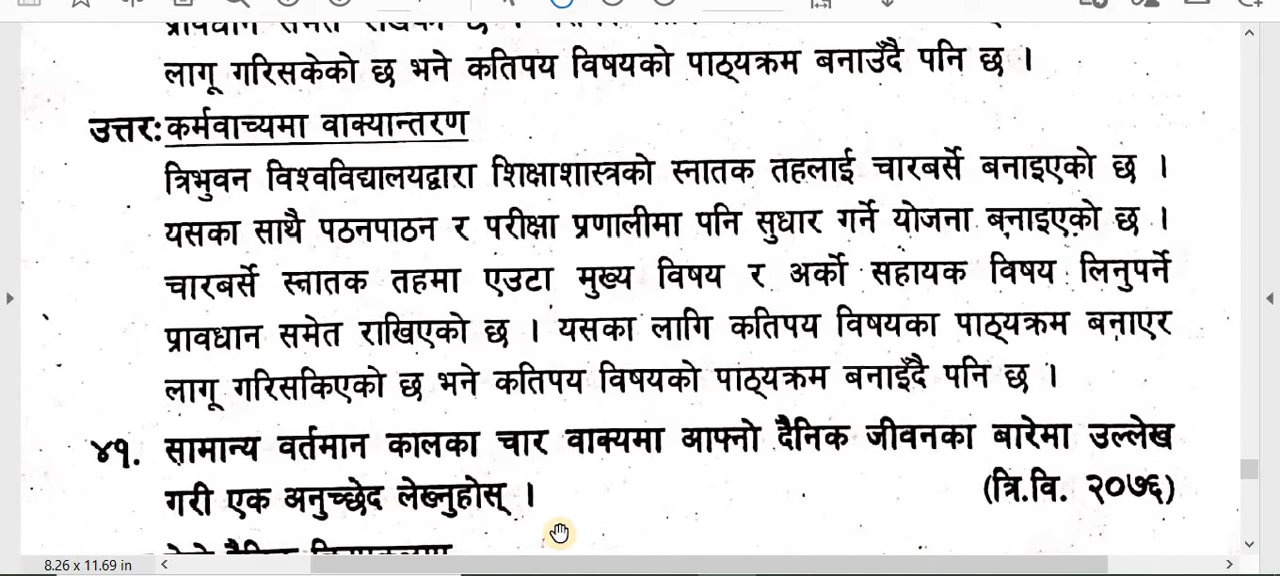 लागू गरिसकेको छ भने कतिपय विषयको पाठ्यक्रम बनाउँदै पनि छ ।
उत्तर: कर्मवाच्यमा वाक्यान्तरण
त्रिभुवन विश्वविद्यालयद्वारा शिक्षाशास्त्रको स्नातक तहलाई चारबर्से बनाइएको छ ।
यसका साथै पठनपाठन र परीक्षा प्रणालीमा पनि सुधार गर्ने योजना बनाइएको छ ।
चारबर्से स्नातक तहमा एउटा मुख्य विषय र अर्को सहायक विषय लिनुपर्ने
प्रावधान समेत राखिएको छ । यसका लागि कतिपय विषयका पाठ्यक्रम बनाएर
लागू गरिसकिएको छ भने कतिपय विषयको पाठ्यक्रम बनाइँदै पनि छ ।
४१. सामान्य वर्तमान कालका चार वाक्यमा आफ्नो दैनिक जीवनका बारेमा उल्लेख
गरी एक अनुच्छेद लेख्नुहोस् । (त्रि.वि. २०७६)
8.26 x 11.69 in